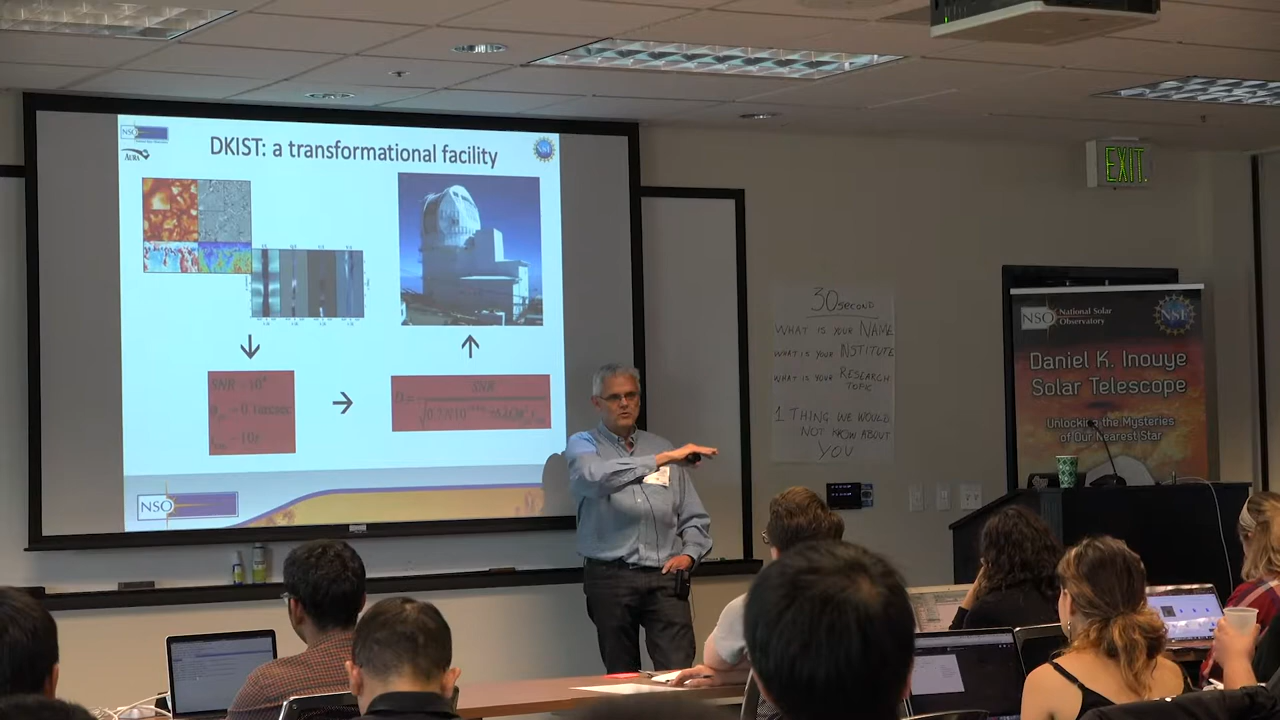 NSO
AURA
DKIST: a transformational facility
NSF
SNR
SNR
NSO
30 SECOND
WHAT IS YOUR NAME
WHAT IS YOUR INSTITUTE
WHAT IS YOUR RESEARCH
TOPIC
1 THING WE WOULD
NOT KNOW ABOUT
YOU
EXIT
NSO National Solar
Observatory
NSF
Daniel K. Inouye
Solar Telescope
Unlocking the Mysteries
of Our Nearest Star